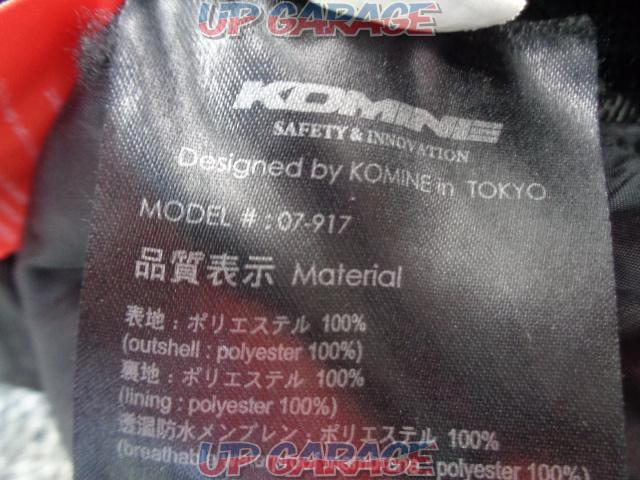 UP GARAGE
KOMINE
SAFETY & INNOVATION
Designed by KOMINE in TOKYO
MODEL # : 07-917
品質表示 Material
表地 : ポリエステル 100%
(outshell : polyester 100%)
裏地 : ポリエステル 100%
(lining : polyester 100%)
透湿防水メンブレン : ポリエステル 100%
(breathable waterproof membrane : polyester 100%)
UP GARAGE